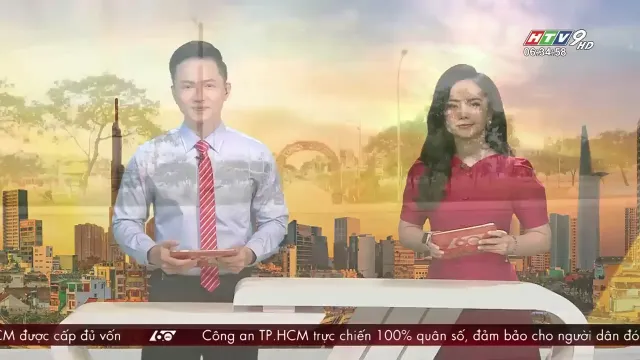 HTV9 HD
06:34:58
CM được cấp đủ vốn 60 Công an TP.HCM trực chiến 100% quân số, đảm bảo cho người dân đó